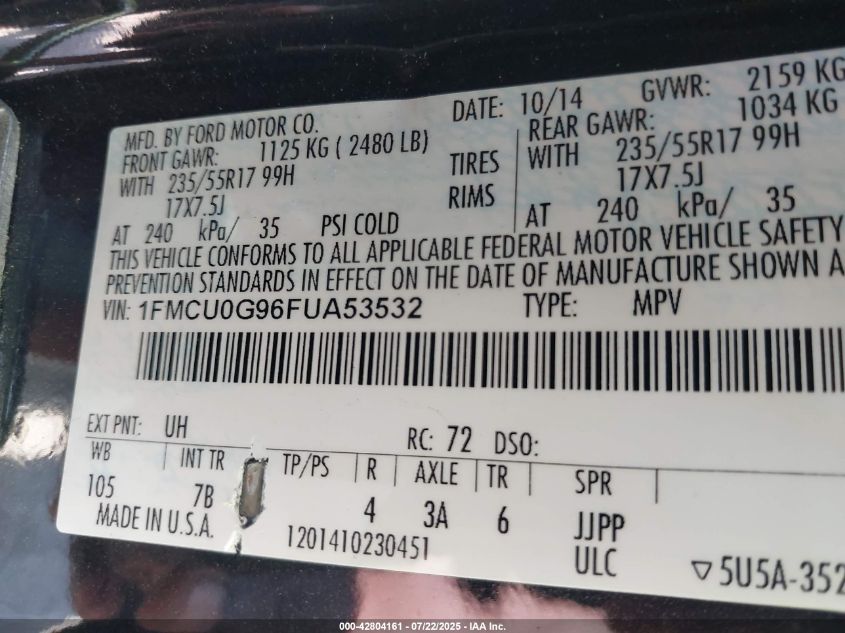 MFD. BY FORD MOTOR CO. DATE: 10/14 GVWR: 2159 KG
FRONT GAWR: 1125 KG ( 2480 LB) REAR GAWR: 1034 KG
WITH 235/55R17 99H TIRES WITH 235/55R17 99H
17X7.5J RIMS 17X7.5J
AT 240 kPa/ 35 PSI COLD AT 240 kPa/ 35
THIS VEHICLE CONFORMS TO ALL APPLICABLE FEDERAL MOTOR VEHICLE SAFETY
PREVENTION STANDARDS IN EFFECT ON THE DATE OF MANUFACTURE SHOWN A
VIN: 1FMCU0G96FUA53532 TYPE: MPV
EXT PNT: UH RC: 72 DSO:
WB INT TR TP/PS R AXLE TR SPR
105 7B 4 3A 6 JJPP
MADE IN U.S.A. 1201410230451 ULC ▽5U5A-352
000-42804161 | 07/22/2025 - IAA Inc.